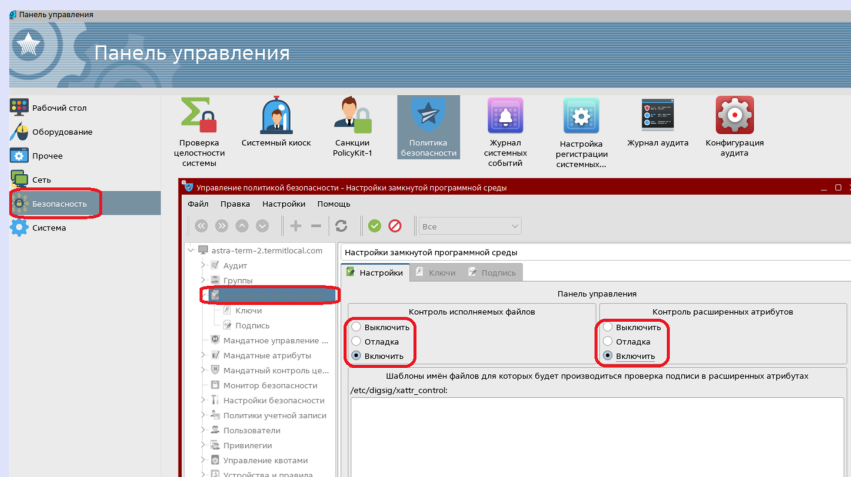 Панель управления
Панель управления
Рабочий стол
Оборудование
Прочее
Сеть
Безопасность
Система
Проверка
целостности
системы
Системный киоск
Санкции
PolicyKit-1
Политика
безопасности
Журнал
системных
событий
Настройка
регистрации
системных...
Журнал аудита
Конфигурация
аудита
Управление политикой безопасности - Настройки замкнутой программной среды
Файл Правка Настройки Помощь
Все
astra-term-2.termitlocal.com
Аудит
Группы
Ключи
Подпись
Мандатное управление ...
Мандатные атрибуты
Мандатный контроль це...
Монитор безопасности
Настройки безопасности
Политики учетной записи
Пользователи
Привилегии
Управление квотами
Устройства и правила
Настройки замкнутой программной среды
Настройки Ключи Подпись
Панель управления
Контроль исполняемых файлов
Выключить
Отладка
Включить
Контроль расширенных атрибутов
Выключить
Отладка
Включить
Шаблоны имён файлов для которых будет производиться проверка подписи в расширенных атрибутах
/etc/digsig/xattr_control: